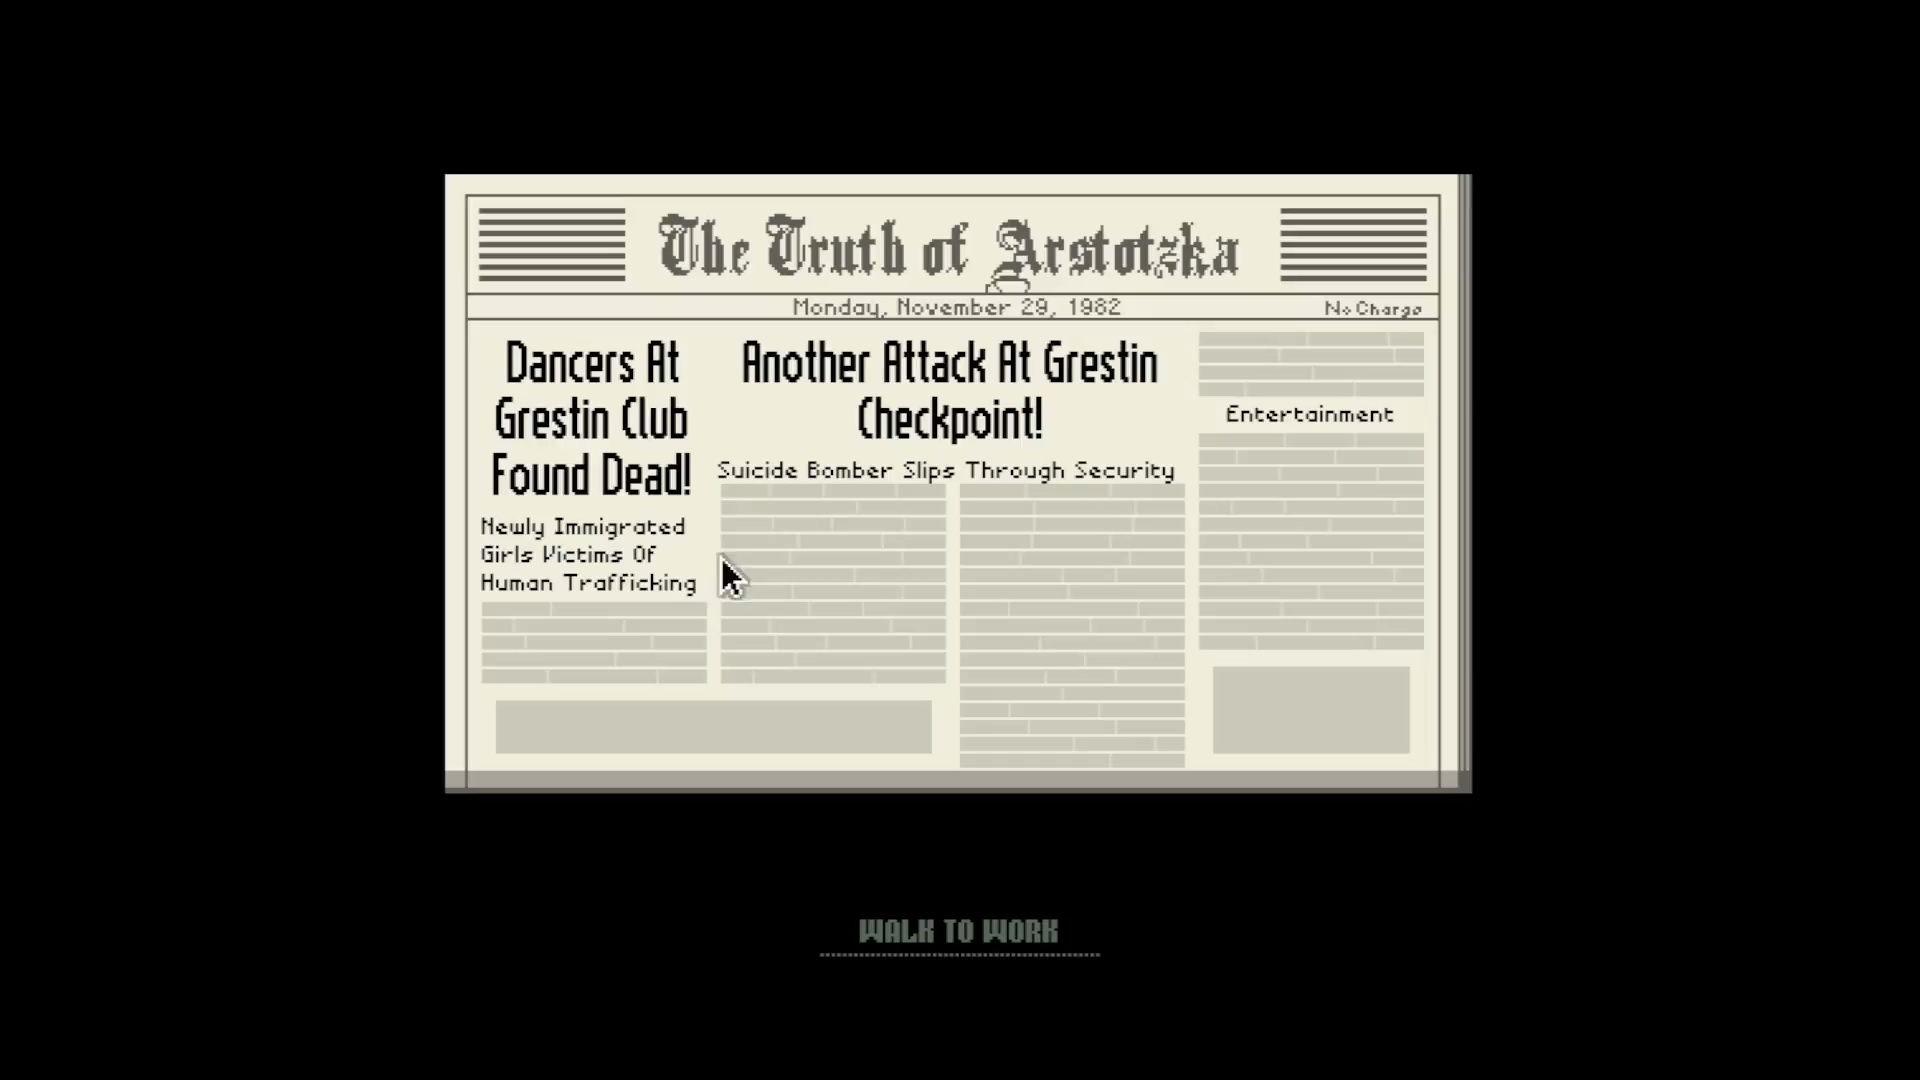 The Truth of Arstotzka
Monday, November 29, 1982
No Charge
Dancers At
Grestin Club
Found Dead!
Newly Immigrated
Girls Victims Of
Human Trafficking
Another Attack At Grestin
Checkpoint!
Suicide Bomber Slips Through Security
Entertainment
WALK TO WORK